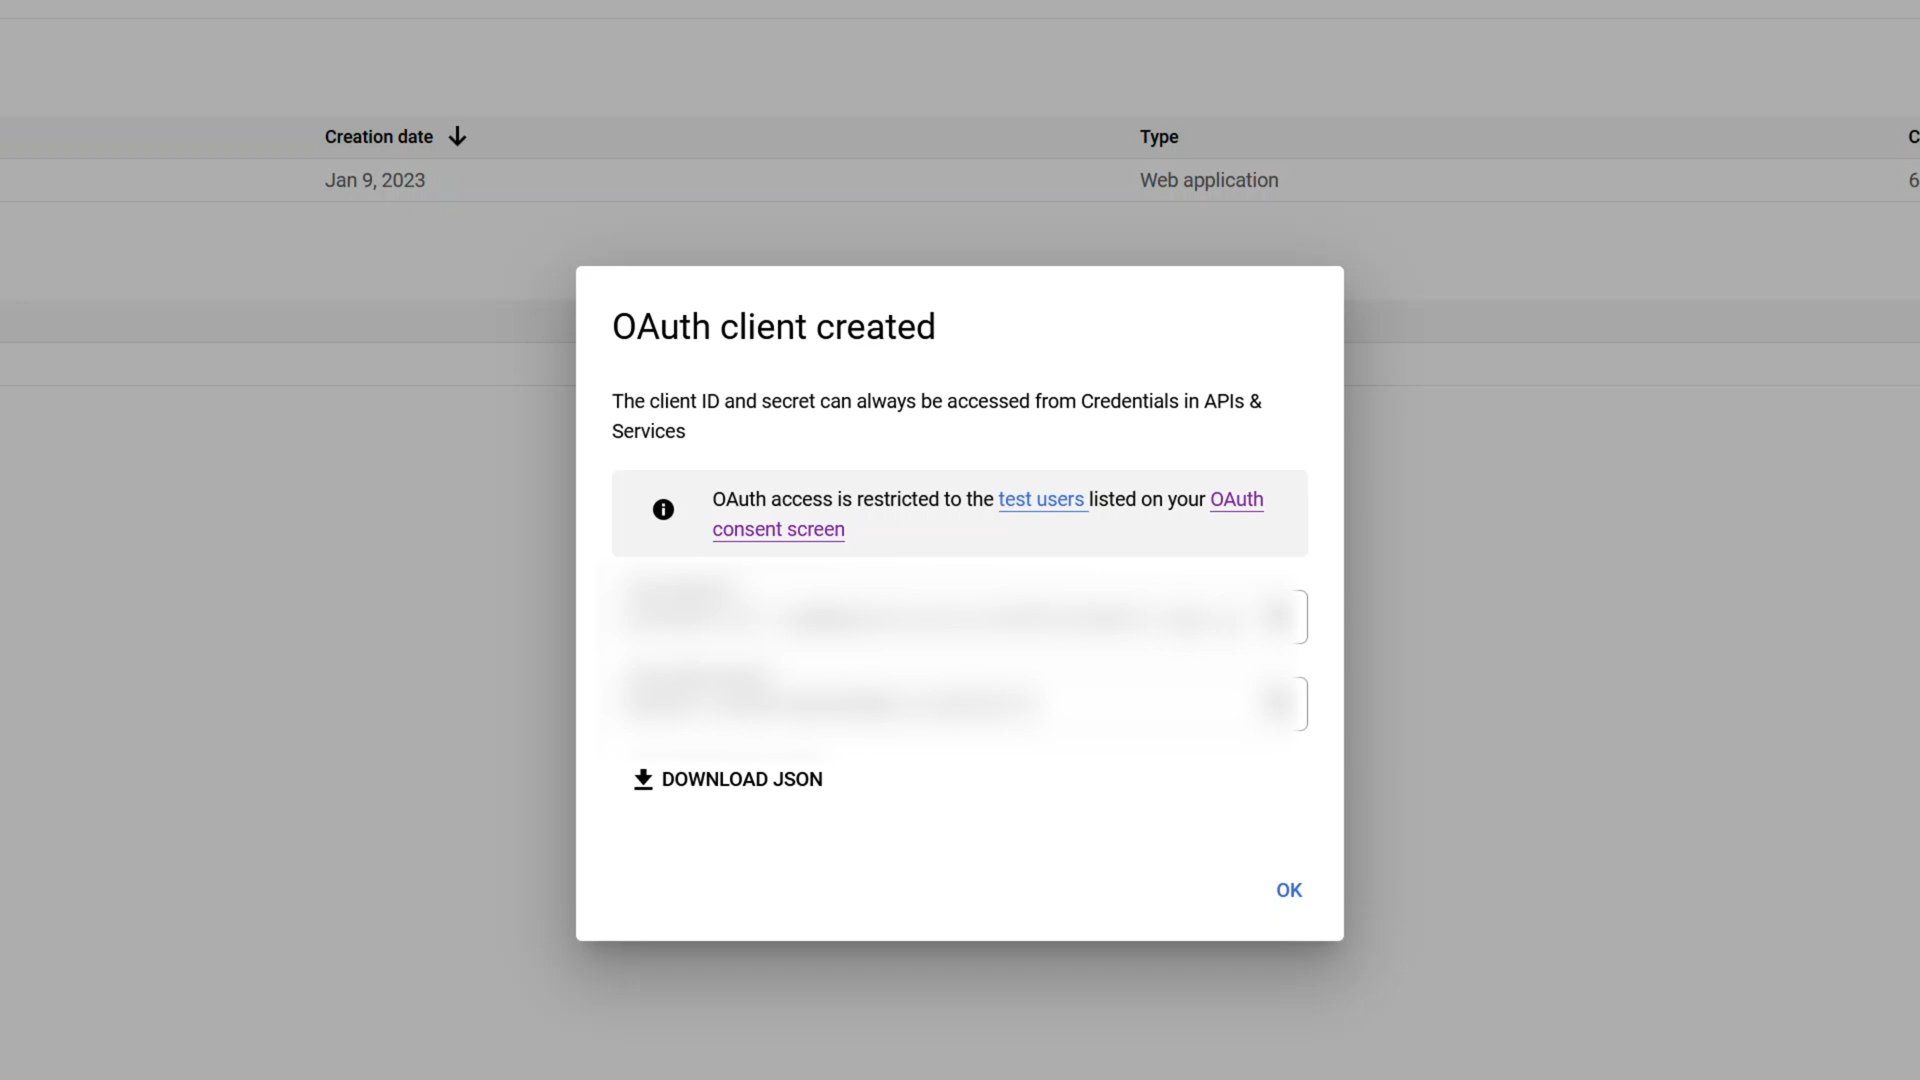 Creation date
Type
C
Jan 9, 2023
Web application
6
OAuth client created
The client ID and secret can always be accessed from Credentials in APIs &
Services
OAuth access is restricted to the test users listed on your OAuth
consent screen
DOWNLOAD JSON
OK